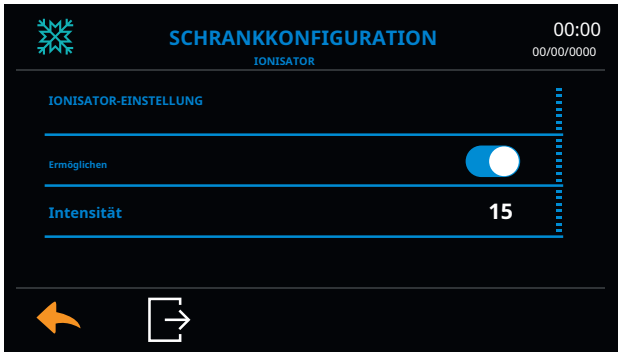 SCHRANKKONFIGURATION
00:00
IONISATOR
00/00/0000
IONISATOR-EINSTELLUNG
Ermöglichen
Intensität
15